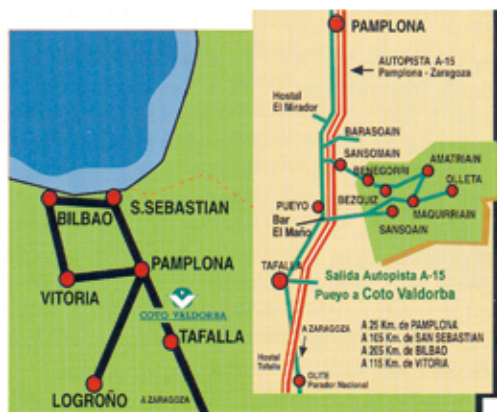 BILBAO
S.SEBASTIAN
VITORIA
PAMPLONA
COTO VALDORBA
TAFALLA
LOGROÑO
A ZARAGOZA
PAMPLONA
AUTOPISTA A-15
Pamplona - Zaragoza
Hostal
El Mirador
BARASOAIN
SANSOMAIN
BENEGORRI
AMATRIAIN
OLLETA
BEZQUIZ
MAQUIRRIAIN
SANSOAIN
PUEYO
Bar
El Maño
TAFALLA
Salida Autopista A-15
Pueyo a Coto Valdorba
A ZARAGOZA
A 25 Km. de PAMPLONA
A 105 Km. de SAN SEBASTIAN
A 205 Km. de BILBAO
A 115 Km. de VITORIA
Hostal
Tafalla
OLITE
Parador Nacional